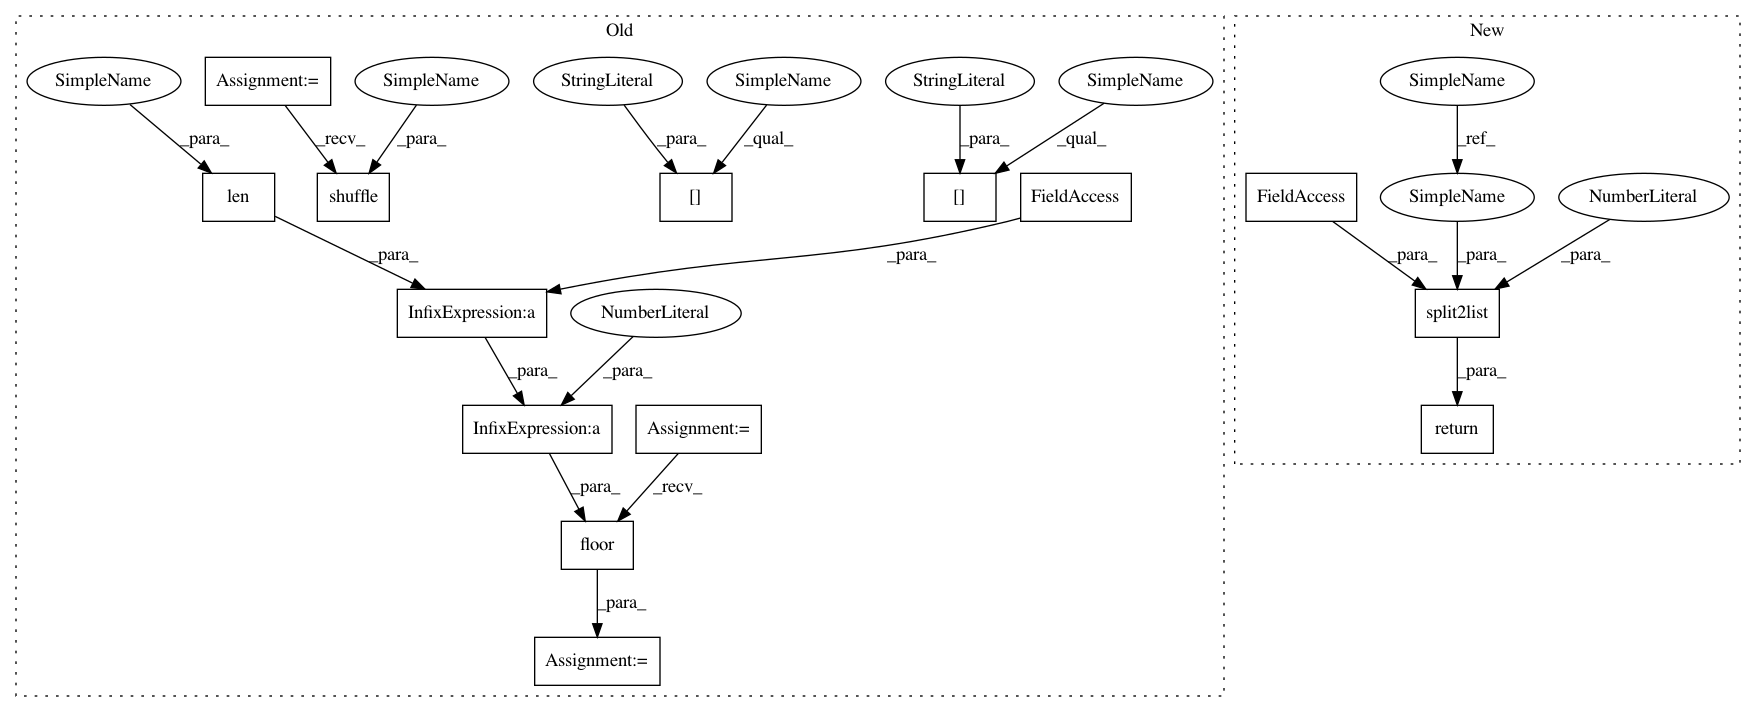 Old
New
SimpleName
Assignment:=
SimpleName
StringLiteral
SimpleName
StringLiteral
SimpleName
SimpleName
_para_
_recv_
_para_
_para_
_qual_
_para_
_qual_
_ref_
len
shuffle
[]
[]
FieldAccess
FieldAccess
SimpleName
NumberLiteral
_para_
_para_
_para_
_para_
_para_
InfixExpression:a
NumberLiteral
split2list
_para_
_para_
_para_
InfixExpression:a
Assignment:=
return
_para_
_recv_
floor
_para_
Assignment:=